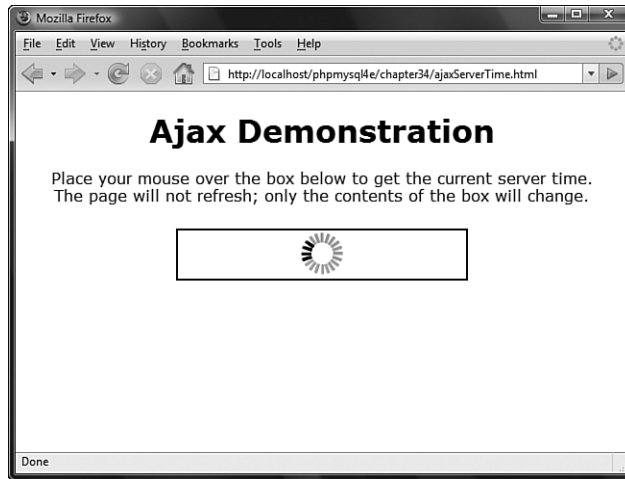 Mozilla Firefox
File Edit View History Bookmarks Tools Help
http://localhost/phpmysql4e/chapter34/ajaxServerTime.html
Ajax Demonstration
Place your mouse over the box below to get the current server time.
The page will not refresh; only the contents of the box will change.
Done